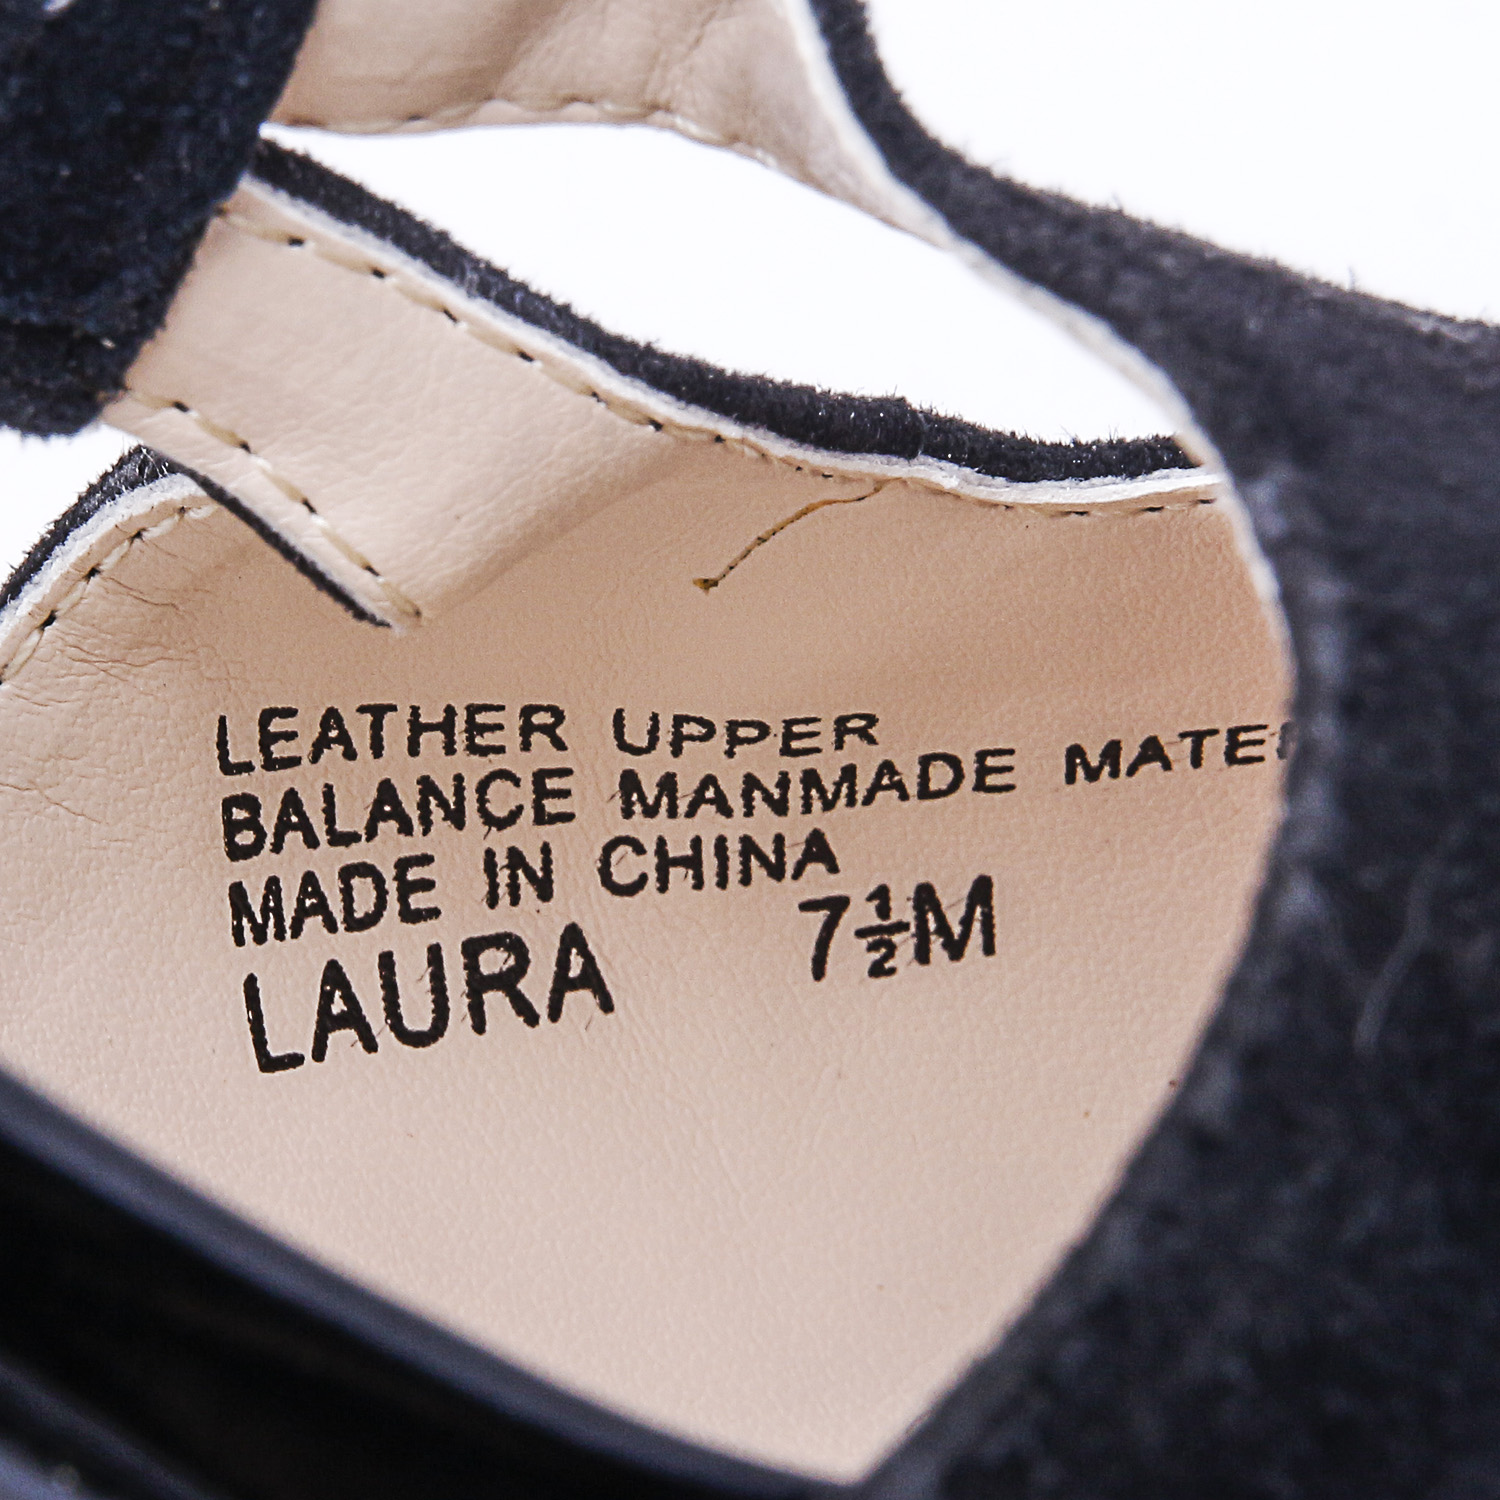 LEATHER UPPER
BALANCE MANMADE
MADE IN CHINA
LAURA 7½M